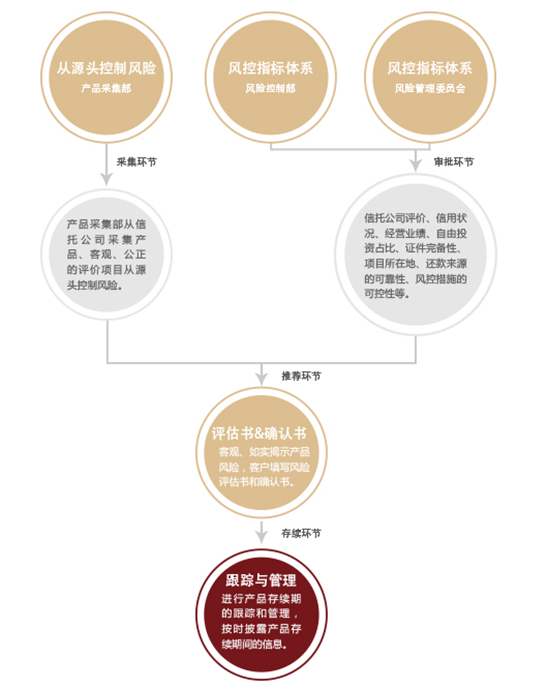 从源头控制风险
产品采集部
风控指标体系
风险控制部
风控指标体系
风险管理委员会
采集环节
审批环节
产品采集部从信
托公司采集产
品、客观、公正
的评价项目从源
头控制风险。
信托公司评价、信用状
况、经营业绩、自由投
资占比、证件完备性、
项目所在地、还款来源
的可靠性、风控措施的
可控性等。
推荐环节
评估书&确认书
客观、如实揭示产品
风险，客户填写风险
评估书和确认书。
存续环节
跟踪与管理
进行产品存续期
的跟踪和管理，
按时披露产品存
续期间的信息。